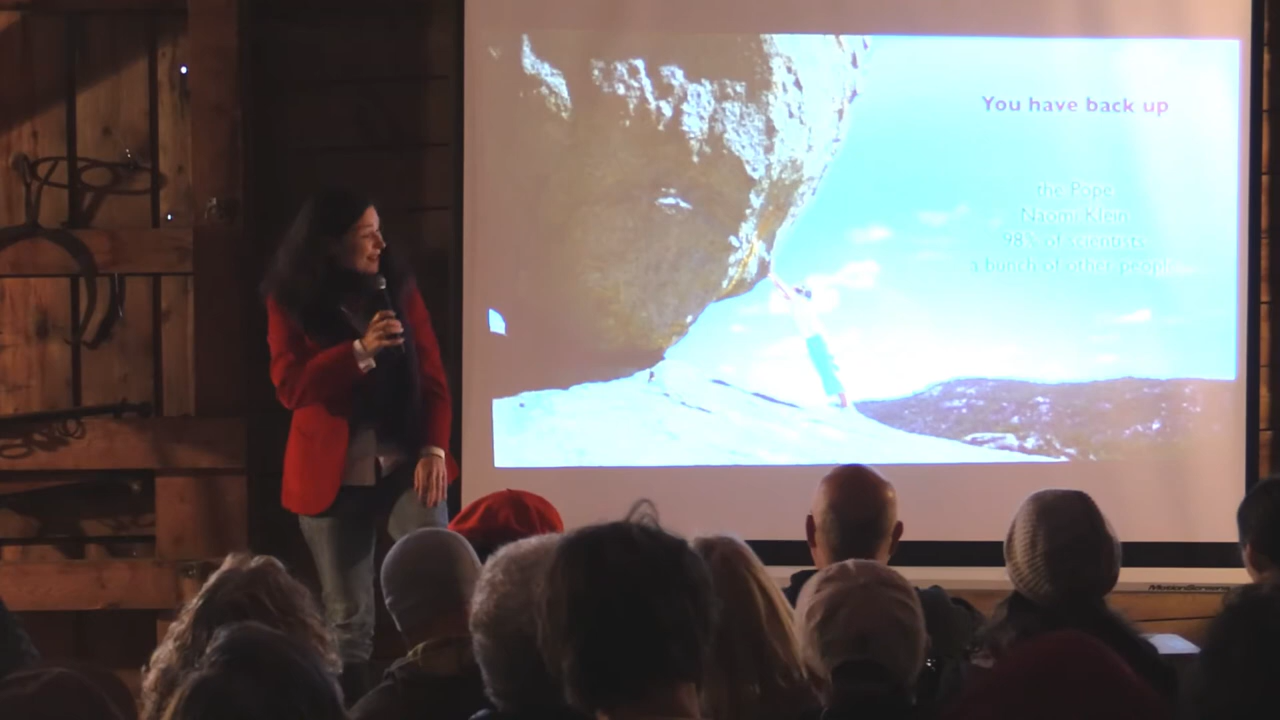 You have back up
the Pope
Naomi Klein
98% of scientists
a bunch of other people